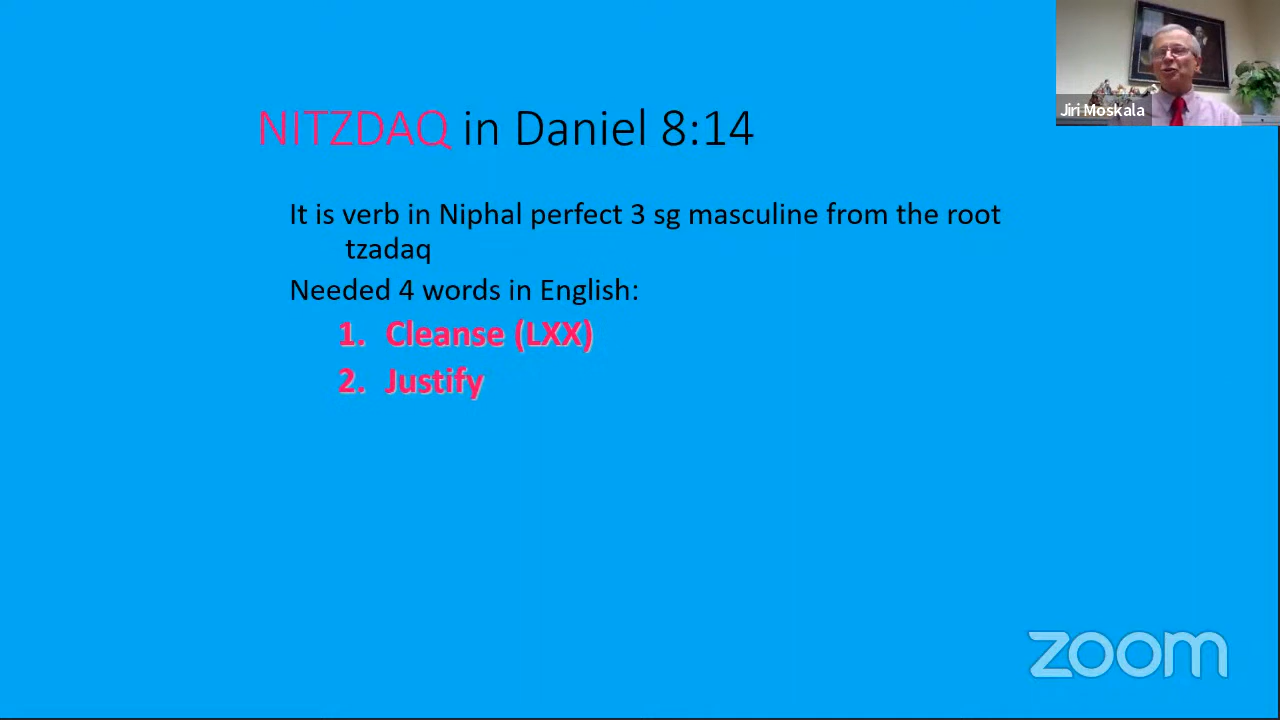 Jiri Moskala
NITZDAQ in Daniel 8:14
It is verb in Niphal perfect 3 sg masculine from the root
tzadaq
Needed 4 words in English:
1. Cleanse (LXX)
2. Justify
zoom